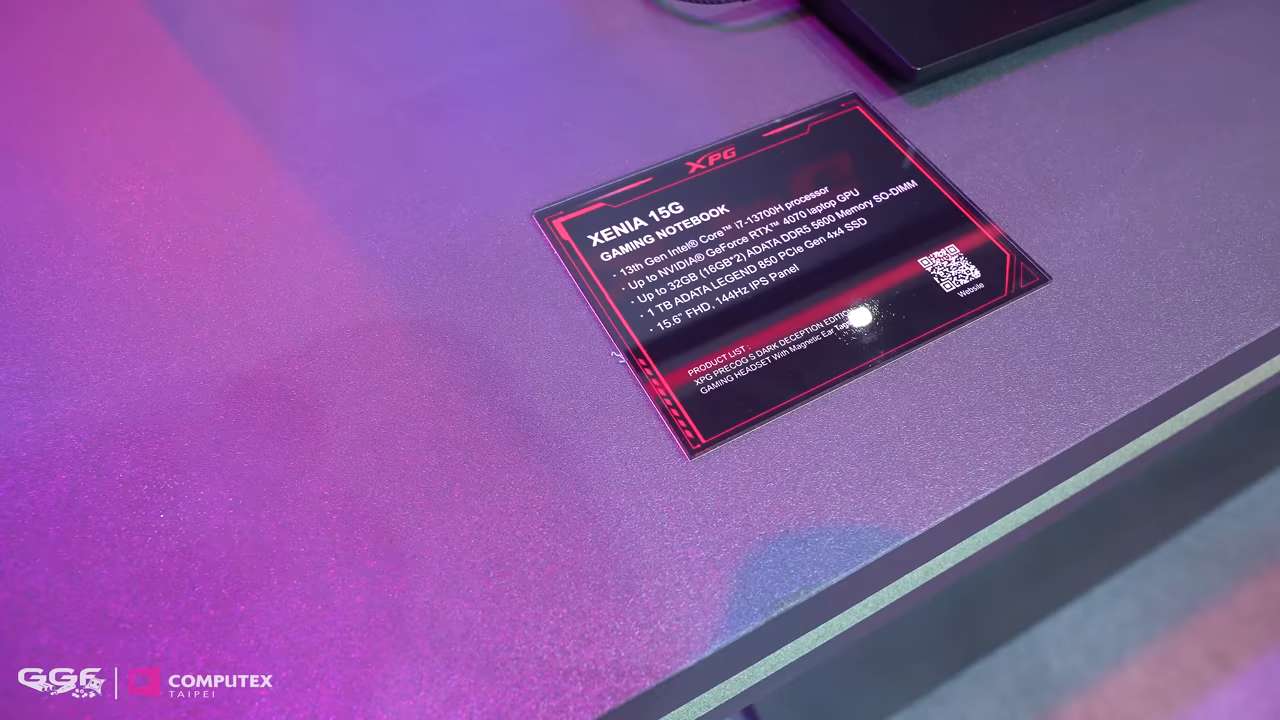 XPG
XENIA 15G
GAMING NOTEBOOK
· 13th Gen Intel® Core™ i7-13700H processor
· Up to NVIDIA® GeForce RTX™ 4070 laptop GPU
· Up to 32GB (16GB*2) ADATA DDR5 5600 Memory SO-DIMM
· 1 TB ADATA LEGEND 850 PCIe Gen 4x4 SSD
· 15.6" FHD, 144Hz IPS Panel
Website
PRODUCT LIST :
XPG PRECOG S DARK DECEPTION EDITION
GAMING HEADSET With Magnetic Ear Tags
GGF
COMPUTEX
TAIPEI